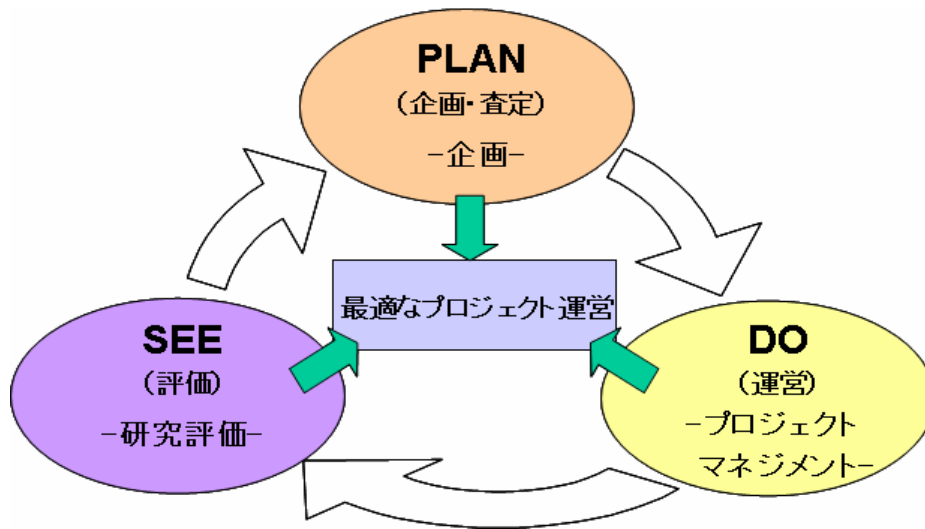 PLAN
(企画・査定)
-企画-
最適なプロジェクト運営
SEE
(評価)
-研究評価-
DO
(運営)
-プロジェクト
マネジメント-